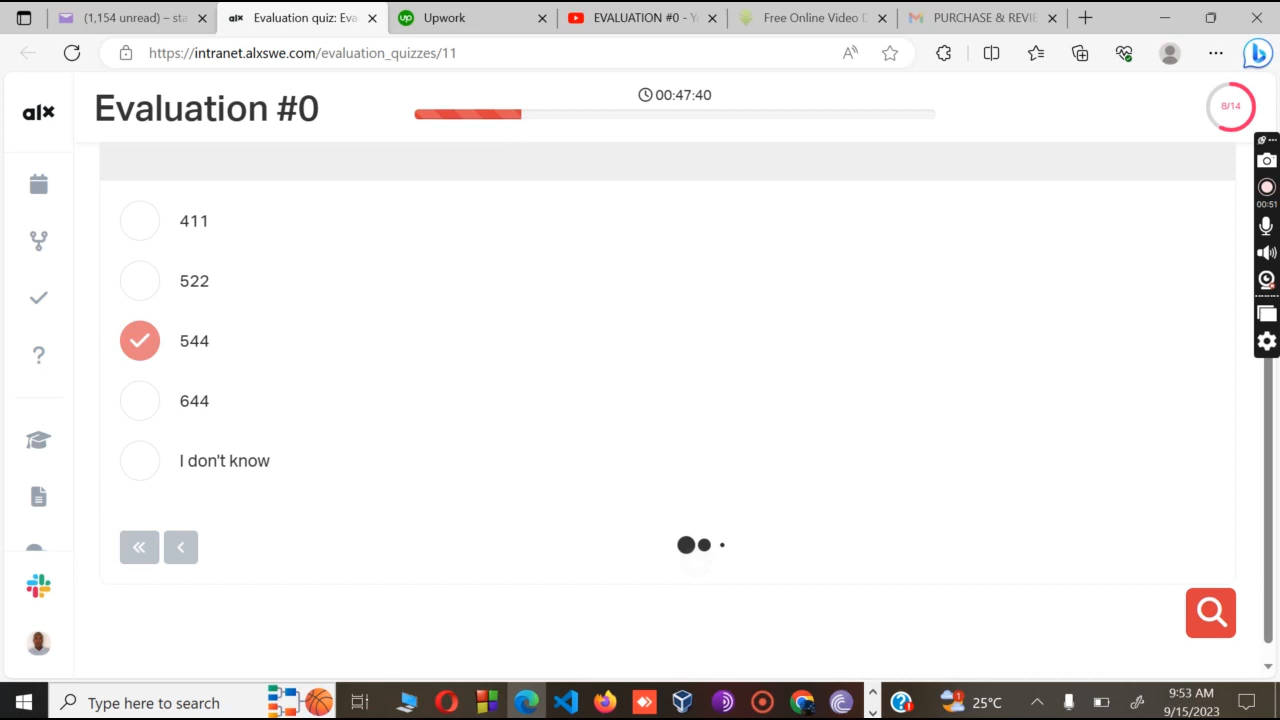 (1,154 unread) – sta
Evaluation quiz: Eva
Upwork
EVALUATION #0 - Y
Free Online Video D
PURCHASE & REVIE
https://intranet.alxswe.com/evaluation_quizzes/11
alx
Evaluation #0
00:47:40
8/14
00:51
411
522
544
644
I don't know
Type here to search
25°C
9:53 AM
9/15/2023